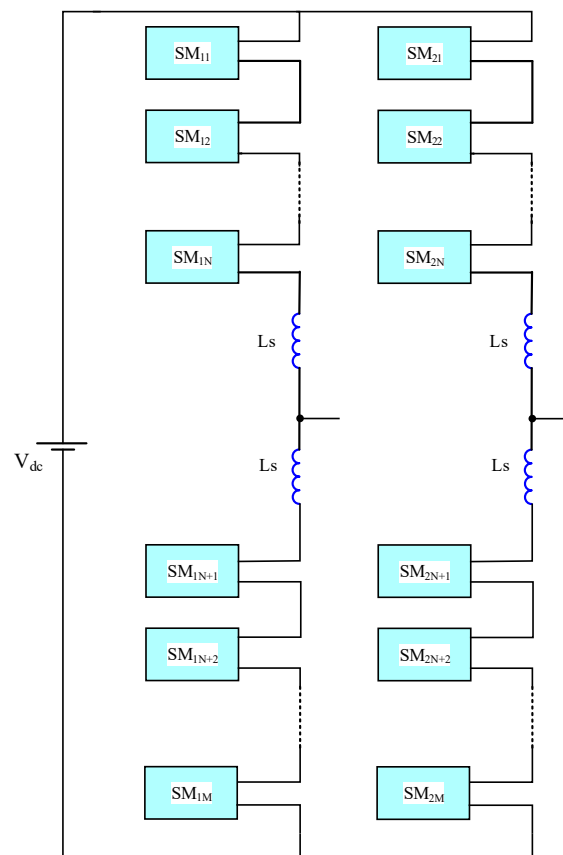 SM11 SM21
SM12 SM22
SM1N SM2N
Ls Ls
Vdc
Ls Ls
SM1N+1 SM2N+1
SM1N+2 SM2N+2
SM1M SM2M